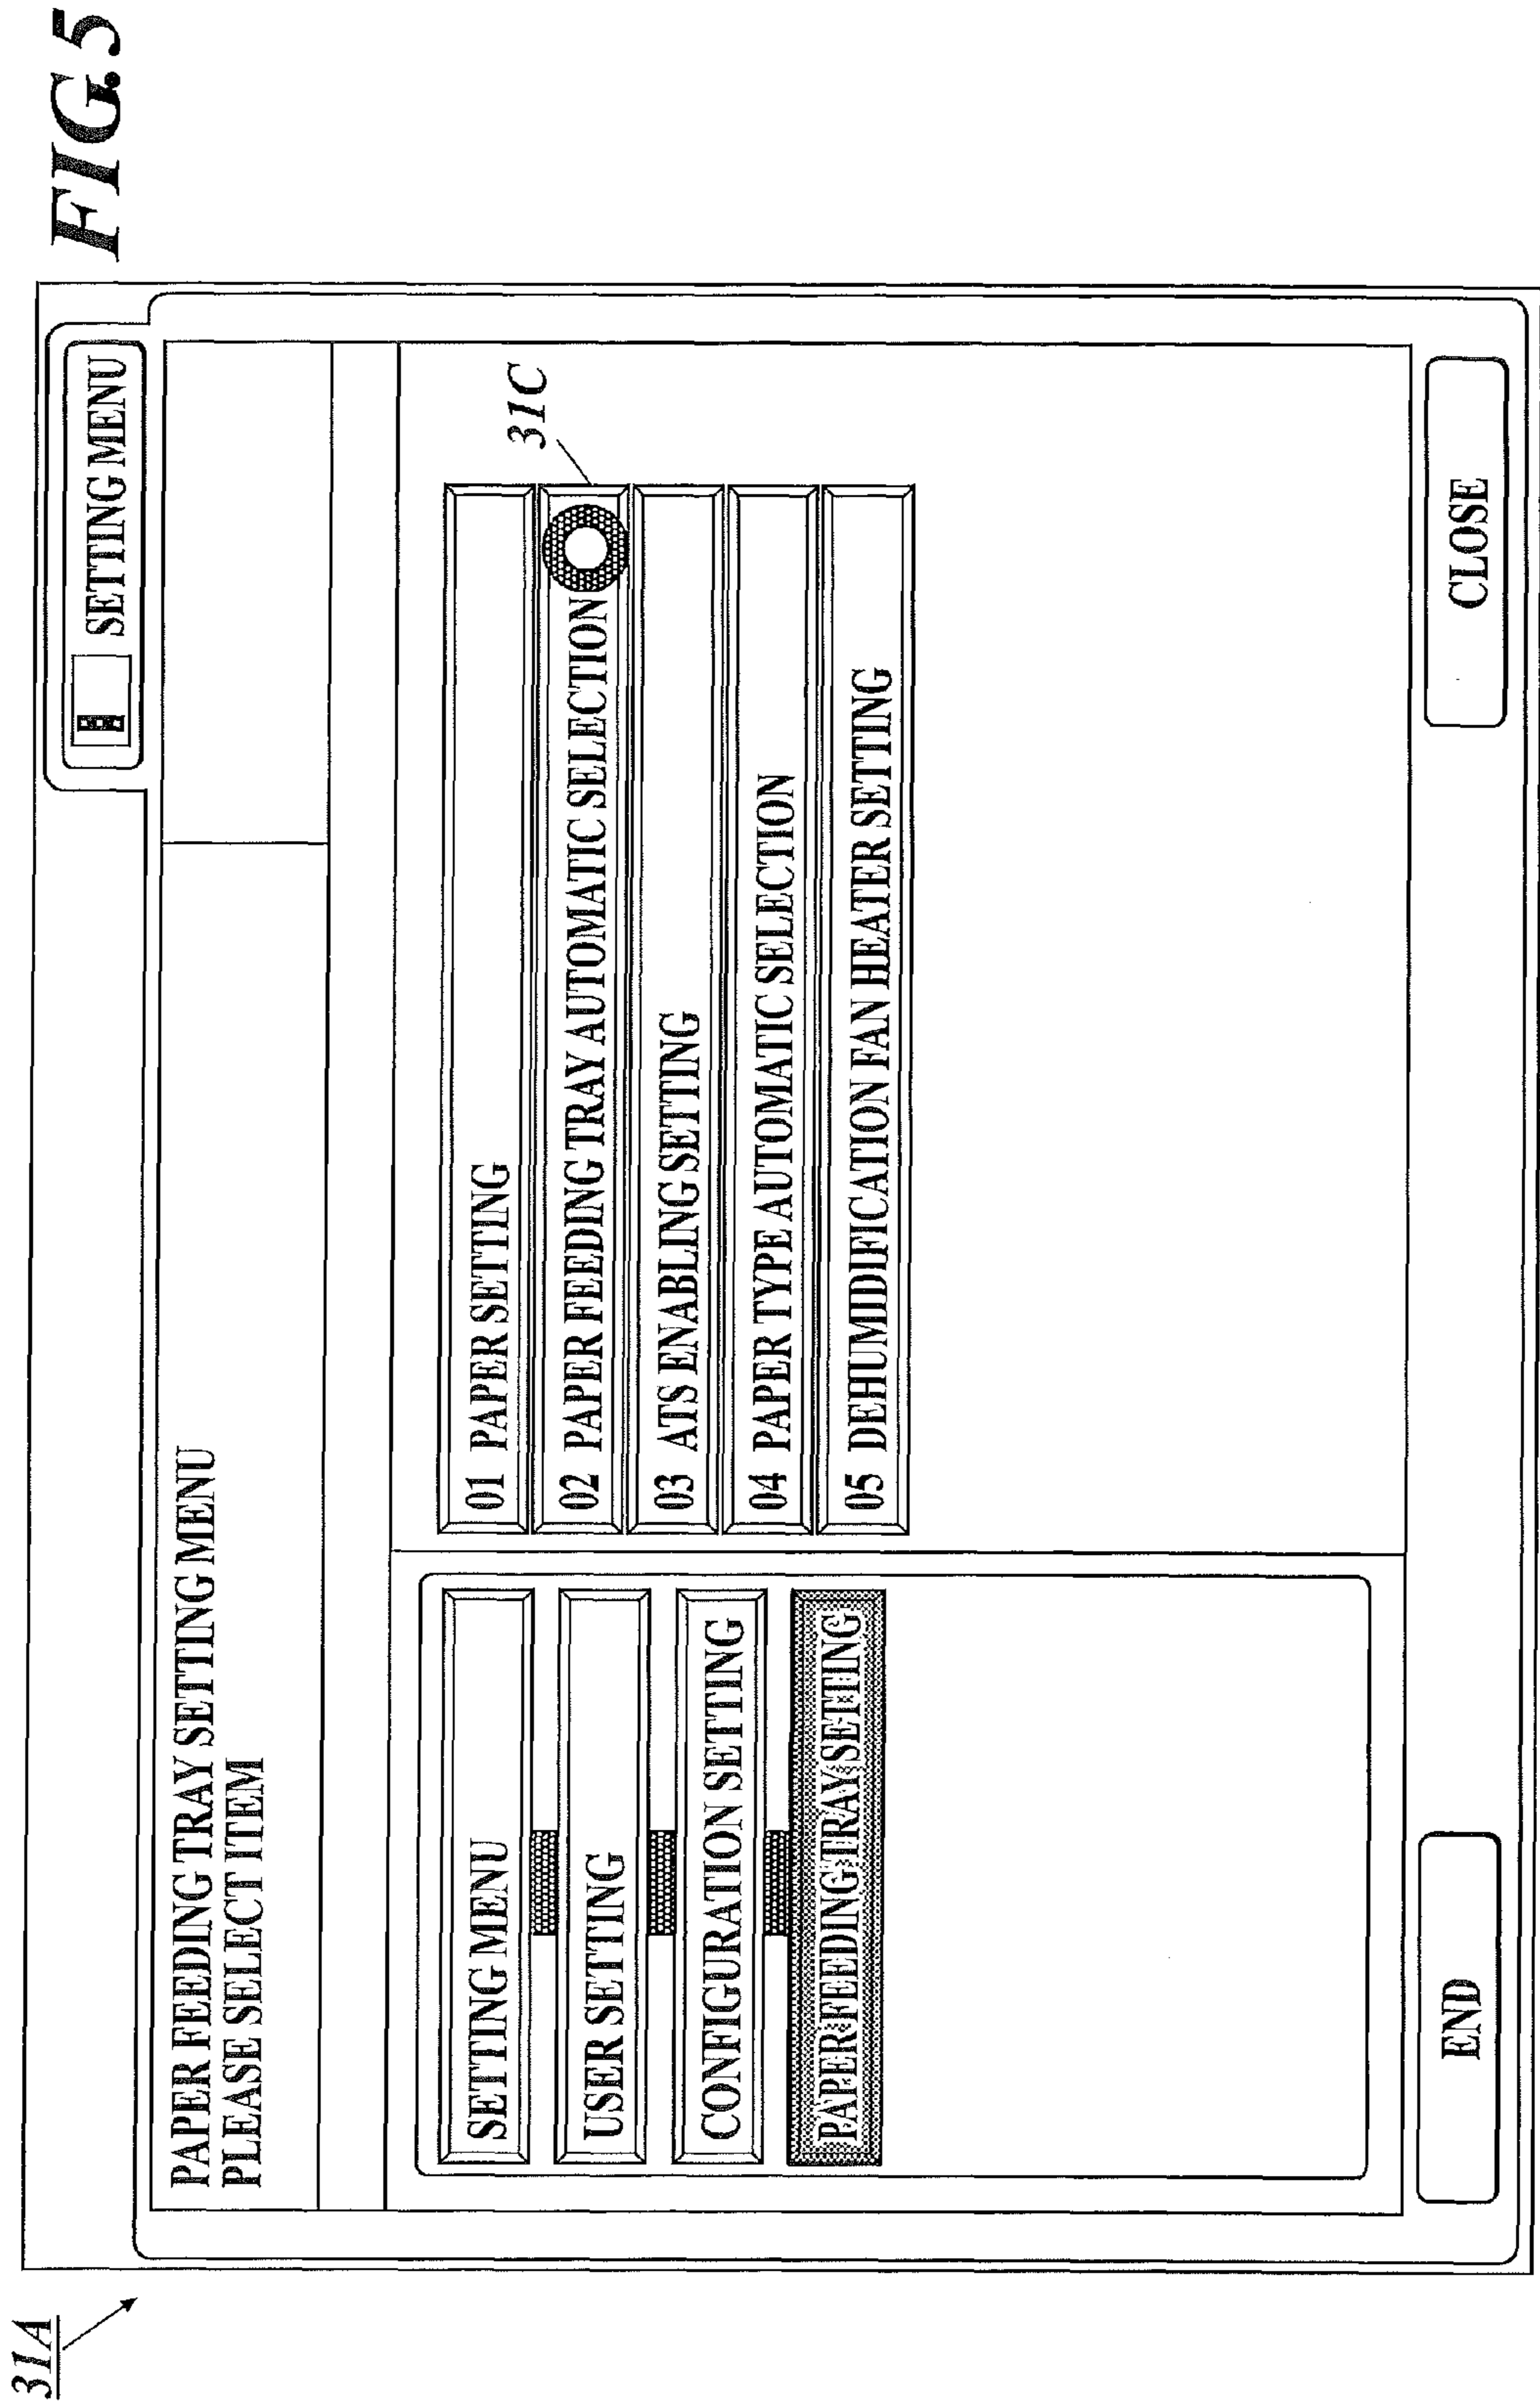 FIG.5
31A
SETTING MENU
PAPER FEEDING TRAY SETTING MENU
PLEASE SELECT ITEM
SETTING MENU
USER SETTING
CONFIGURATION SETTING
PAPER FEEDING TRAY SETTING
01 PAPER SETTING
02 PAPER FEEDING TRAY AUTOMATIC SELECTION
31C
03 ATS ENABLING SETTING
04 PAPER TYPE AUTOMATIC SELECTION
05 DEHUMIDIFICATION FAN HEATER SETTING
END
CLOSE